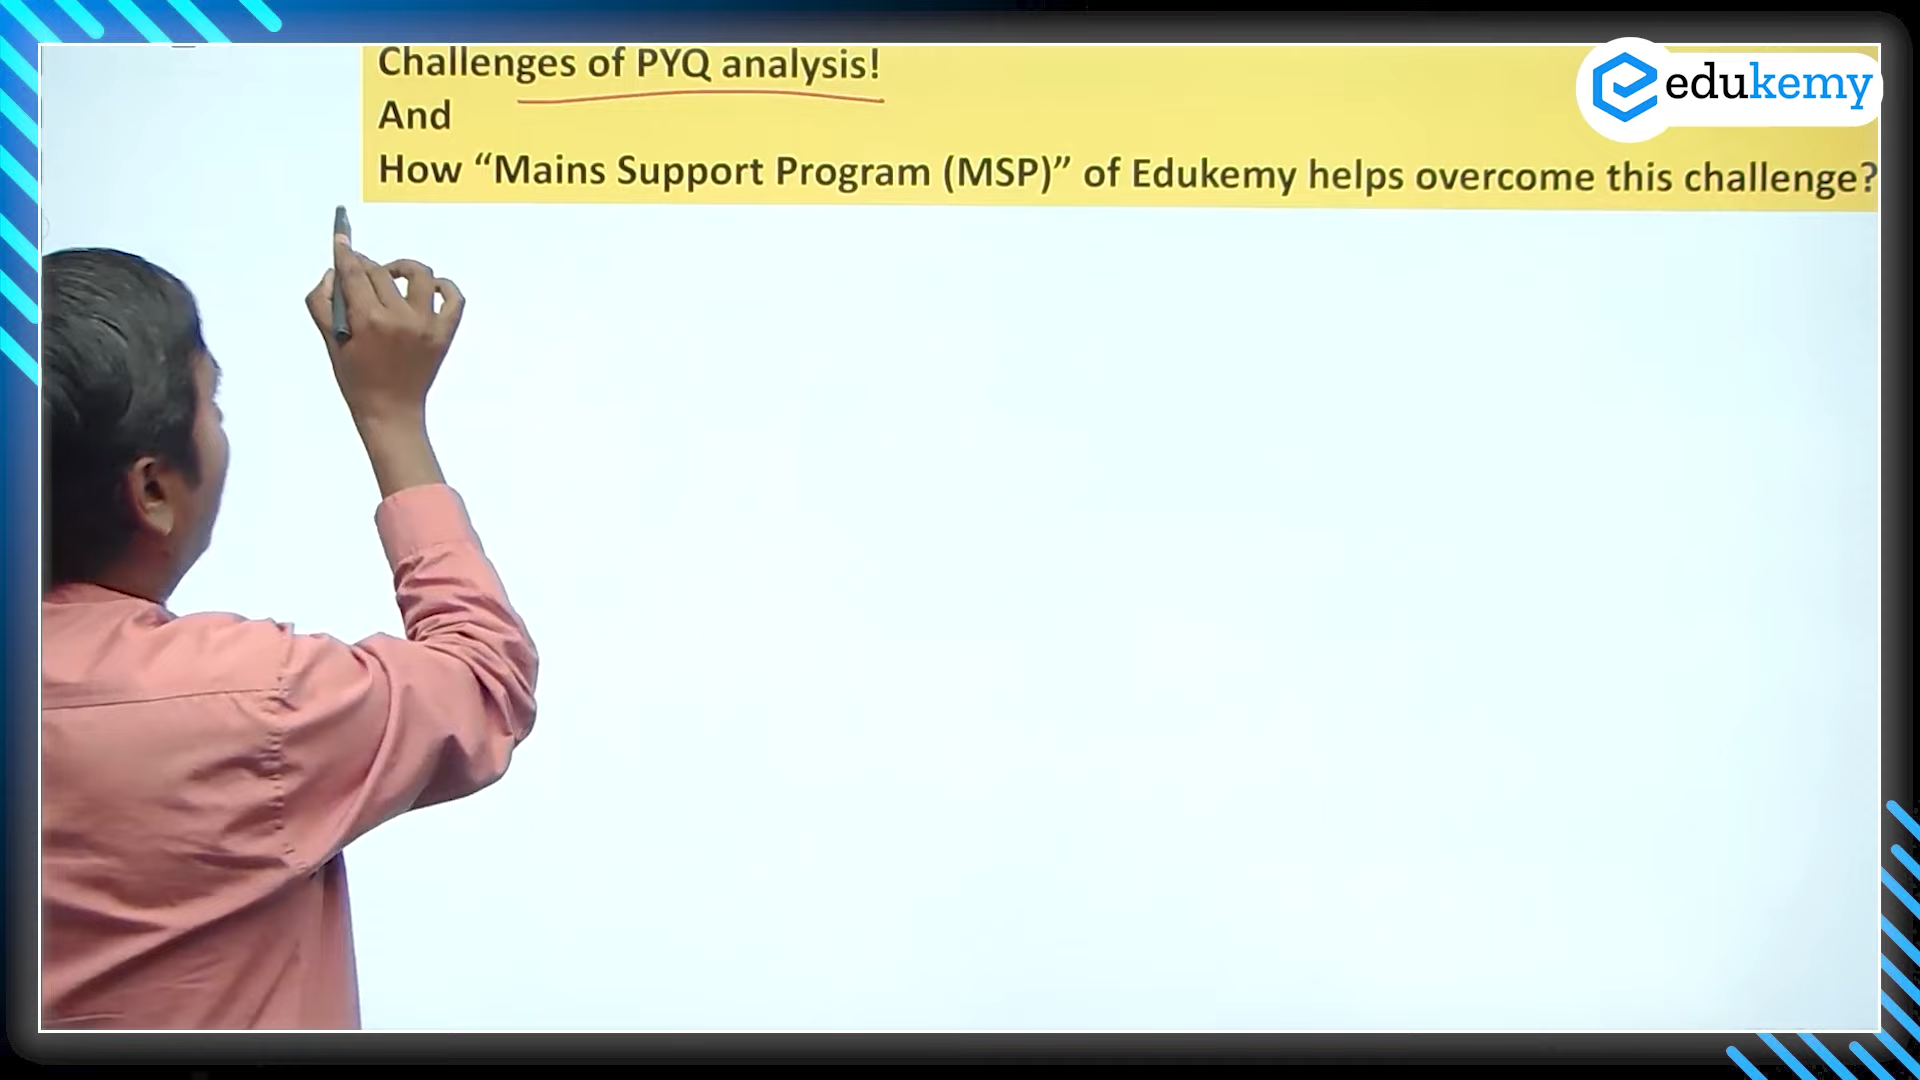 Challenges of PYQ analysis!
And
How “Mains Support Program (MSP)” of Edukemy helps overcome this challenge?
edukemy